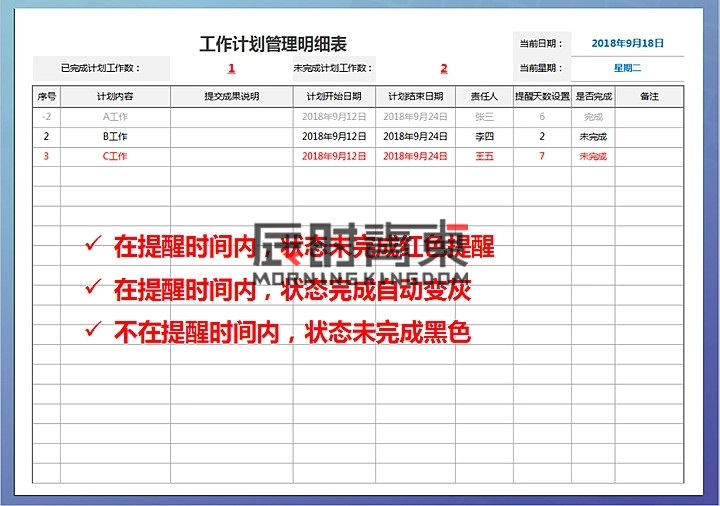 工作计划管理明细表
当前日期： 2018年9月18日
已完成计划工作数： 1 未完成计划工作数： 2 当前星期： 星期二
序号 计划内容 提交成果说明 计划开始日期 计划结束日期 责任人 提醒天数设置 是否完成 备注
-2 A工作 2018年9月12日 2018年9月24日 张三 6 完成
2 B工作 2018年9月12日 2018年9月24日 李四 2 未完成
3 C工作 2018年9月12日 2018年9月24日 王五 7 未完成
✓ 在提醒时间内，状态未完成红色提醒
MORNING KINGDOM
✓ 在提醒时间内，状态完成自动变灰
✓ 不在提醒时间内，状态未完成黑色